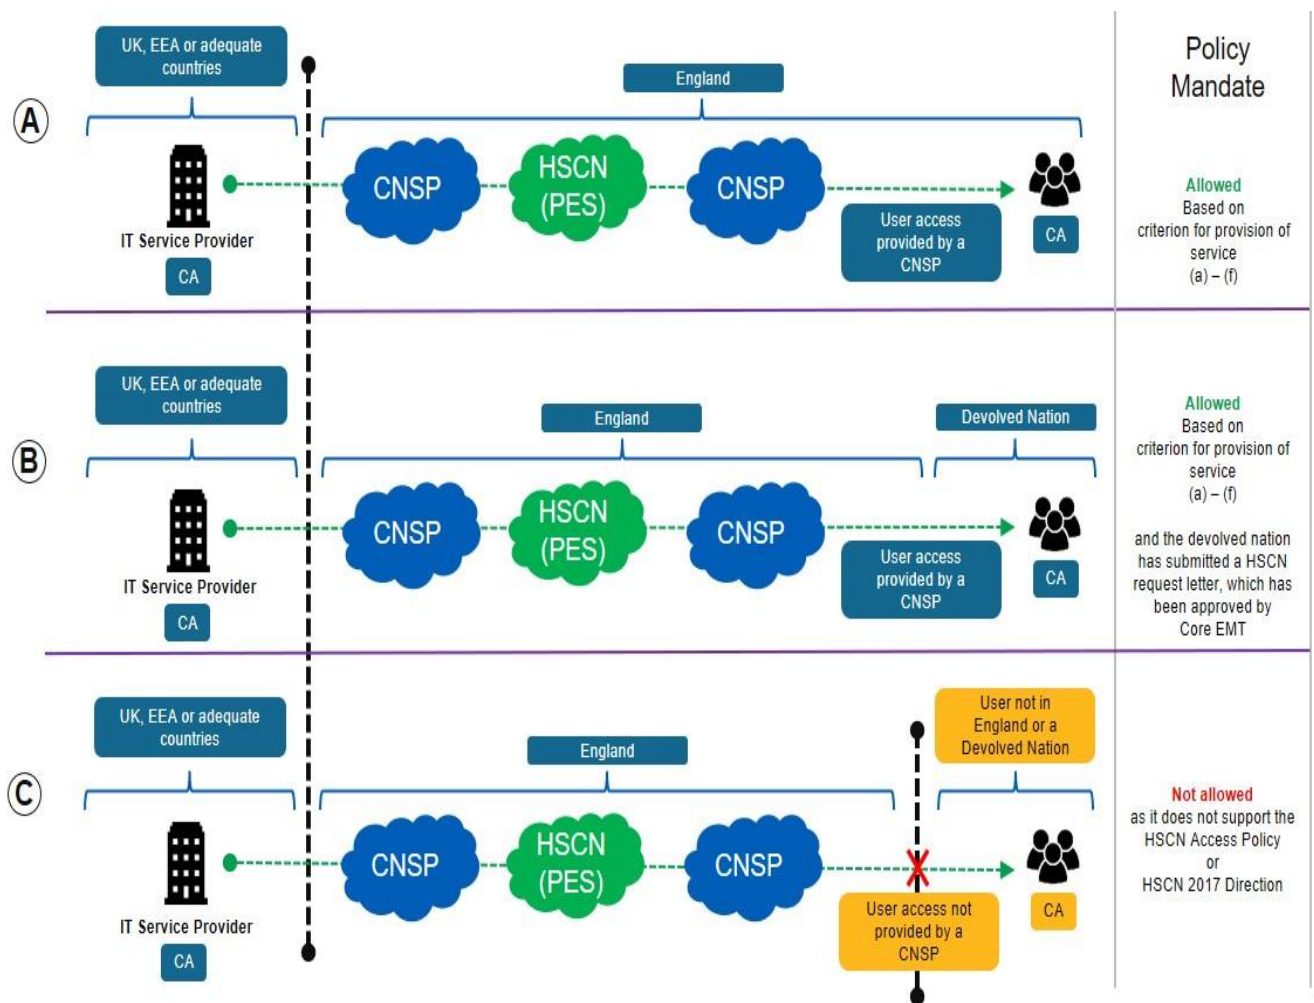 Policy
Mandate
A
UK, EEA or adequate
countries
England
IT Service Provider
CA
CNSP
HSCN
(PES)
CNSP
User access
provided by a
CNSP
CA
Allowed
Based on
criterion for provision of
service
(a) – (f)
B
UK, EEA or adequate
countries
England
Devolved Nation
IT Service Provider
CA
CNSP
HSCN
(PES)
CNSP
User access
provided by a
CNSP
CA
Allowed
Based on
criterion for provision of
service
(a) – (f)
and the devolved nation
has submitted a HSCN
request letter, which has
been approved by
Core EMT
C
UK, EEA or adequate
countries
England
User not in
England or a
Devolved Nation
IT Service Provider
CA
CNSP
HSCN
(PES)
CNSP
User access not
provided by a
CNSP
CA
Not allowed
as it does not support the
HSCN Access Policy
or
HSCN 2017 Direction